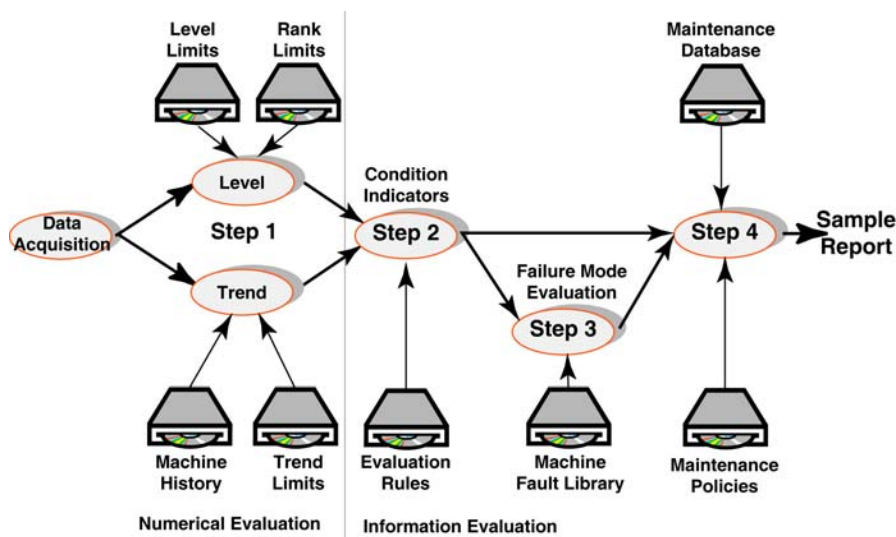 Level
Limits
Rank
Limits
Maintenance
Database
Level
Condition
Indicators
Data
Acquisition
Step 1
Step 2
Step 4
Sample
Report
Trend
Failure Mode
Evaluation
Step 3
Machine
History
Trend
Limits
Evaluation
Rules
Machine
Fault Library
Maintenance
Policies
Numerical Evaluation
Information Evaluation